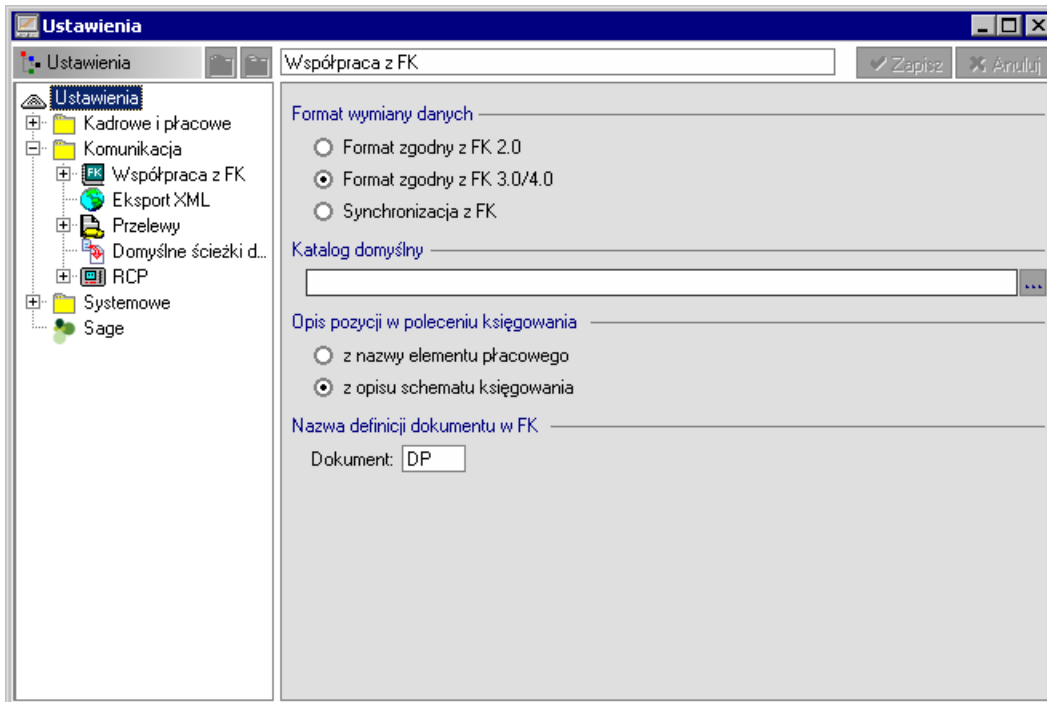 Ustawienia
Ustawienia
Współpraca z FK
Zapisz
Anuluj
Ustawienia
Kadrowe i płacowe
Komunikacja
FK Współpraca z FK
Eksport XML
Przelewy
Domyślne ścieżki d...
RCP
Systemowe
Sage
Format wymiany danych
Format zgodny z FK 2.0
Format zgodny z FK 3.0/4.0
Synchronizacja z FK
Katalog domyślny
...
Opis pozycji w poleceniu księgowania
z nazwy elementu płacowego
z opisu schematu księgowania
Nazwa definicji dokumentu w FK
Dokument: DP